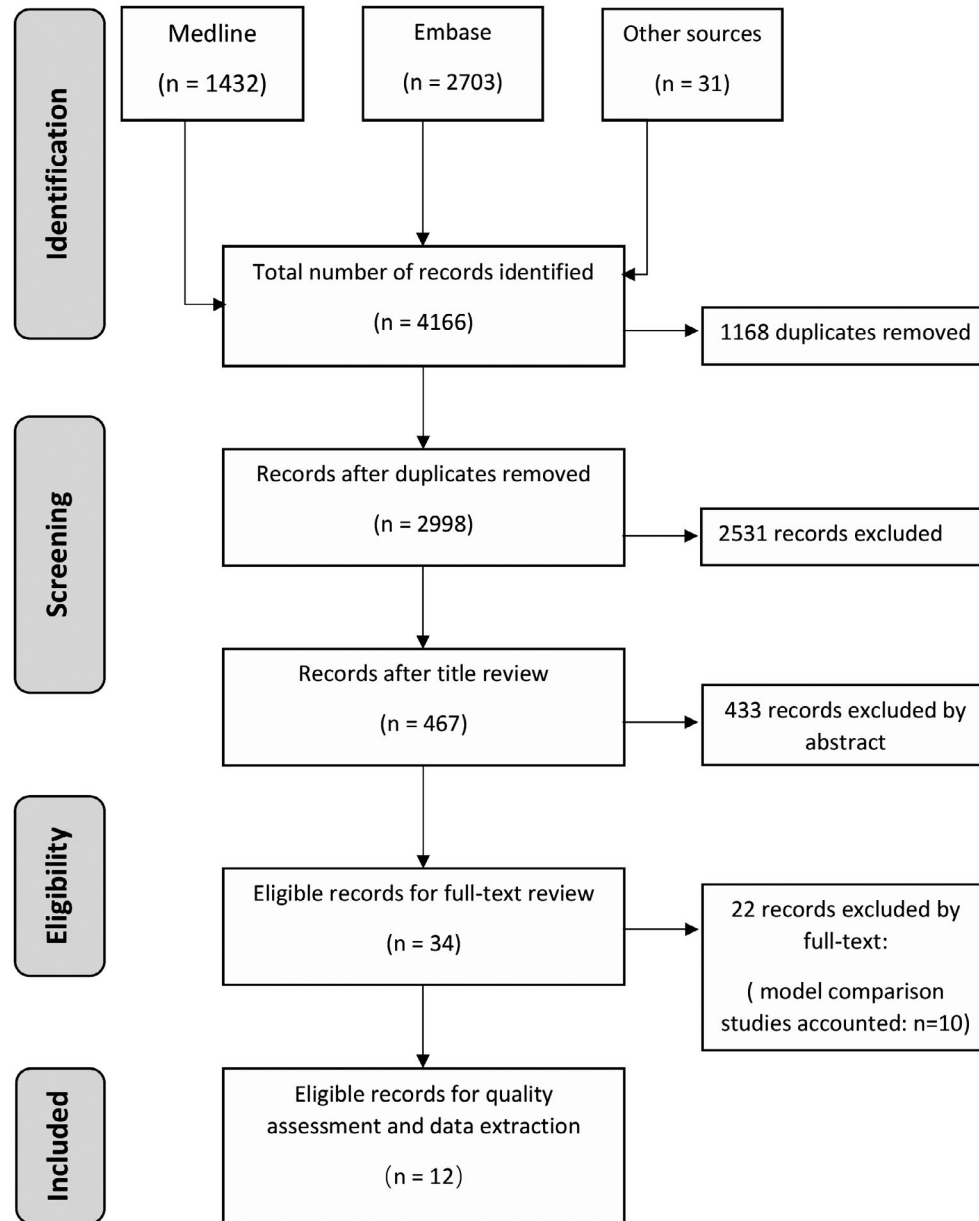 Identification
Medline
(n = 1432)
Embase
(n = 2703)
Other sources
(n = 31)
Total number of records identified
(n = 4166)
1168 duplicates removed
Screening
Records after duplicates removed
(n = 2998)
2531 records excluded
Records after title review
(n = 467)
433 records excluded by
abstract
Eligibility
Eligible records for full-text review
(n = 34)
22 records excluded by
full-text:
( model comparison
studies accounted: n=10)
Included
Eligible records for quality
assessment and data extraction
（n = 12）